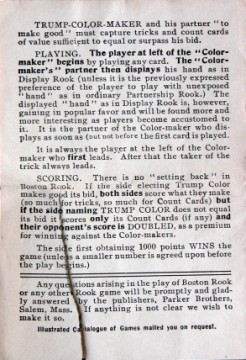 TRUMP-COLOR-MAKER and his partner "to
make good" must capture tricks and count cards
of value sufficient to equal or surpass his bid.
PLAYING. The player at left of the "Color-
maker" begins by playing any card. The "Color-
maker's" partner then displays his hand as in
Display Rook (unless it is the previously expressed
preference of the player to play with unexposed
"hand" as in ordinary Partnership Rook.) The
displayed "hand" as in Display Rook is, however,
gaining in popular favor and will be found more and
more interesting as players become accustomed to
it. It is the partner of the Color-maker who dis-
plays as soon as (but not before the first card is played.
It is always the player at the left of the Color-
maker who first leads. After that the taker of the
trick always leads.
SCORING. There is no "setting back" in
Boston Rook. If the side electing Trump Color
makes good its bid, both sides score what they make
(so much for tricks, so much for Count Cards) but
if the side naming TRUMP COLOR does not equal
its bid it scores only its Count Cards (if any) and
their opponent's score is DOUBLED, as a premium
for winning against the Color-makers.
The side first obtaining 1000 points WINS the
game (unless a smaller number is agreed upon before
the play begins.)
Any questions arising in the play of Boston Rook
or any other Rook game will be promptly and glad-
ly answered by the publishers, Parker Brothers,
Salem, Mass. If anything is not clear we wish to
make it so.
Illustrated Catalogue of Games mailed you on request.